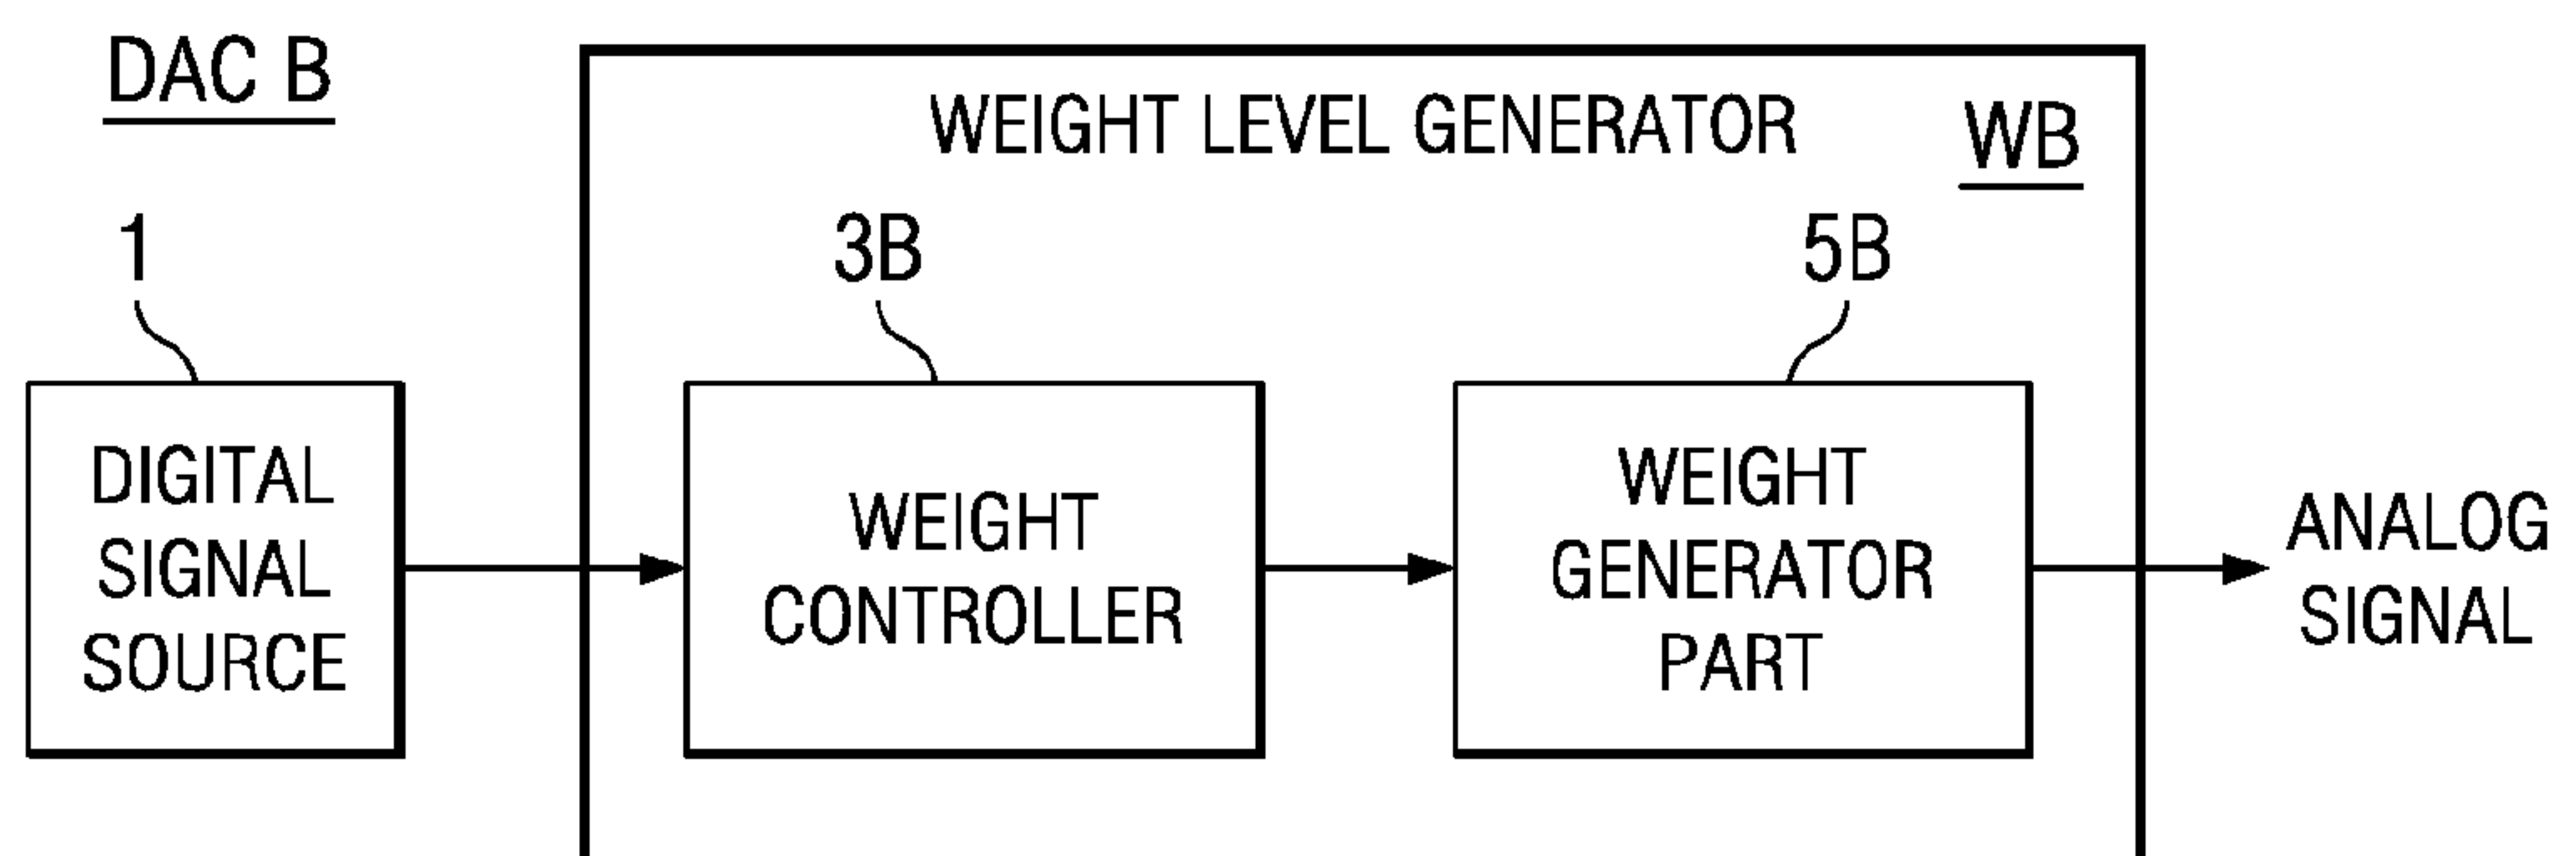 DAC B
WEIGHT LEVEL GENERATOR
WB
1
3B
5B
DIGITAL
SIGNAL
SOURCE
WEIGHT
CONTROLLER
WEIGHT
GENERATOR
PART
ANALOG
SIGNAL